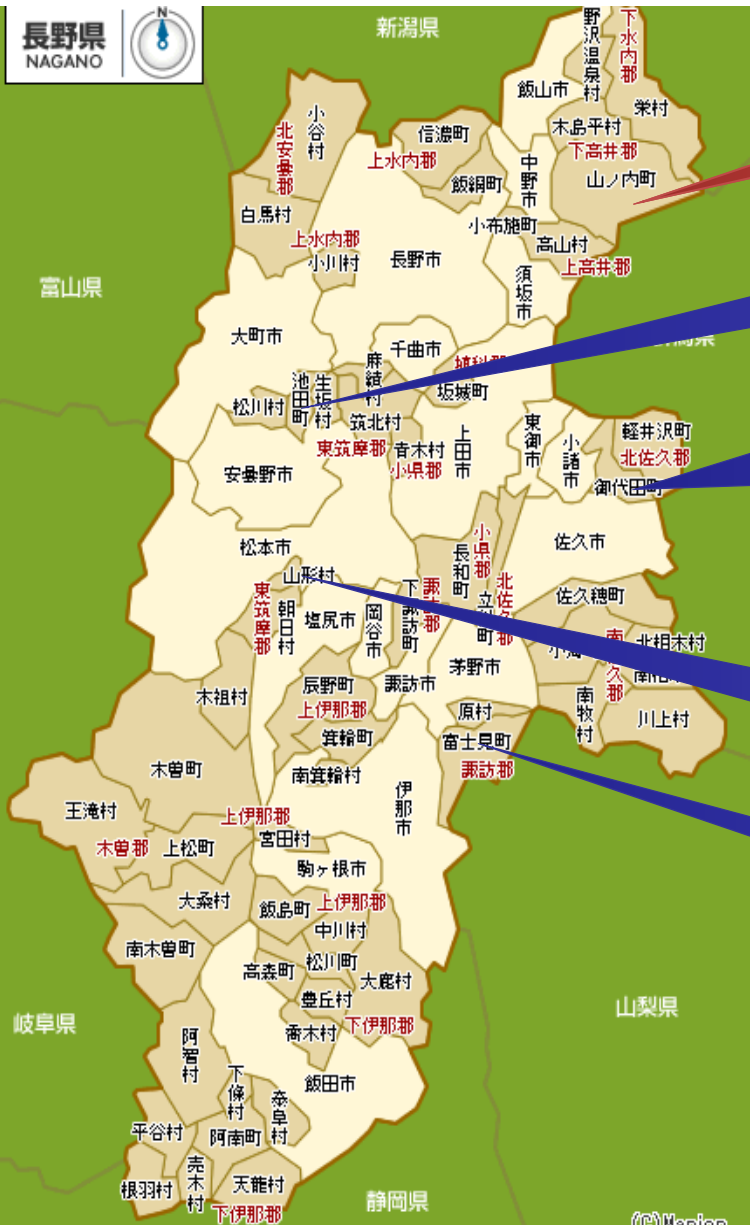 長野県
NAGANO
N
新潟県
野沢温泉村
下水内郡
飯山市
栄村
小谷村
北安曇郡
信濃町
木島平村
下高井郡
上水内郡
中野市
飯綱町
山ノ内町
白馬村
小布施町
上水内郡
高山村
小川村
長野市
上高井郡
須坂市
富山県
大町市
千曲市
麻績村
坂城町
池田町
生坂村
松川村
筑北村
東御市
軽井沢町
東筑摩郡
青木村
上田市
小諸市
北佐久郡
小県郡
安曇野市
御代田町
松本市
小県郡
長和町
佐久市
山形村
東筑摩郡
朝日村
塩尻市
岡谷市
下諏訪町
諏訪郡
北佐久郡
佐久穂町
北相木村
茅野市
辰野町
諏訪市
木祖村
上伊那郡
原村
南牧村
川上村
箕輪町
富士見町
木曽町
南箕輪村
諏訪郡
伊那市
王滝村
上伊那郡
宮田村
木曽郡
上松町
駒ヶ根市
大桑村
飯島町
上伊那郡
中川村
南木曽町
高森町
松川町
大鹿村
豊丘村
岐阜県
喬木村
下伊那郡
山梨県
阿智村
下條村
飯田市
泰阜村
平谷村
阿南町
売木村
根羽村
天龍村
下伊那郡
静岡県